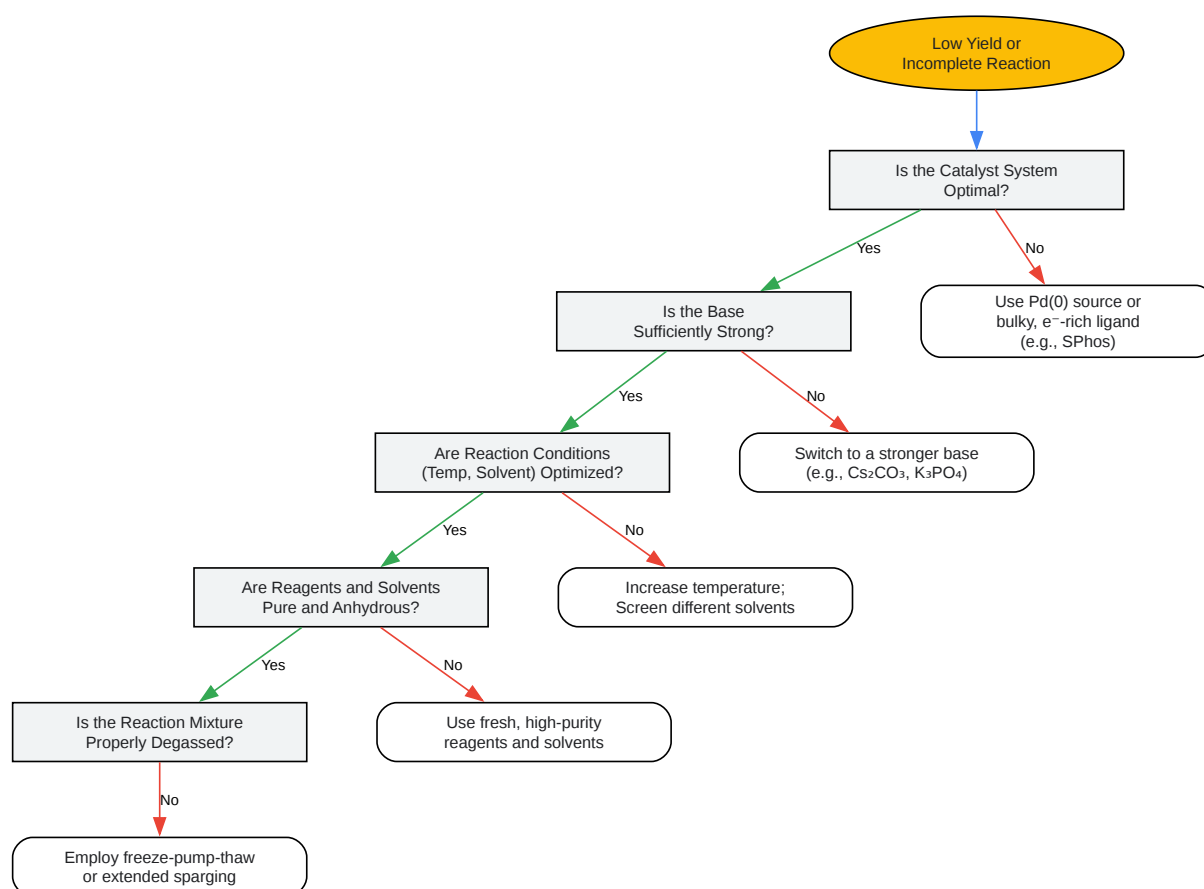 Low Yield or
Incomplete Reaction
Is the Catalyst System
Optimal?
Yes
No
Use Pd(0) source or
bulky, e⁻-rich ligand
(e.g., SPhos)
Is the Base
Sufficiently Strong?
Yes
No
Switch to a stronger base
(e.g., Cs₂CO₃, K₃PO₄)
Are Reaction Conditions
(Temp, Solvent) Optimized?
Yes
No
Increase temperature;
Screen different solvents
Are Reagents and Solvents
Pure and Anhydrous?
Yes
No
Use fresh, high-purity
reagents and solvents
Is the Reaction Mixture
Properly Degassed?
No
Employ freeze-pump-thaw
or extended sparging